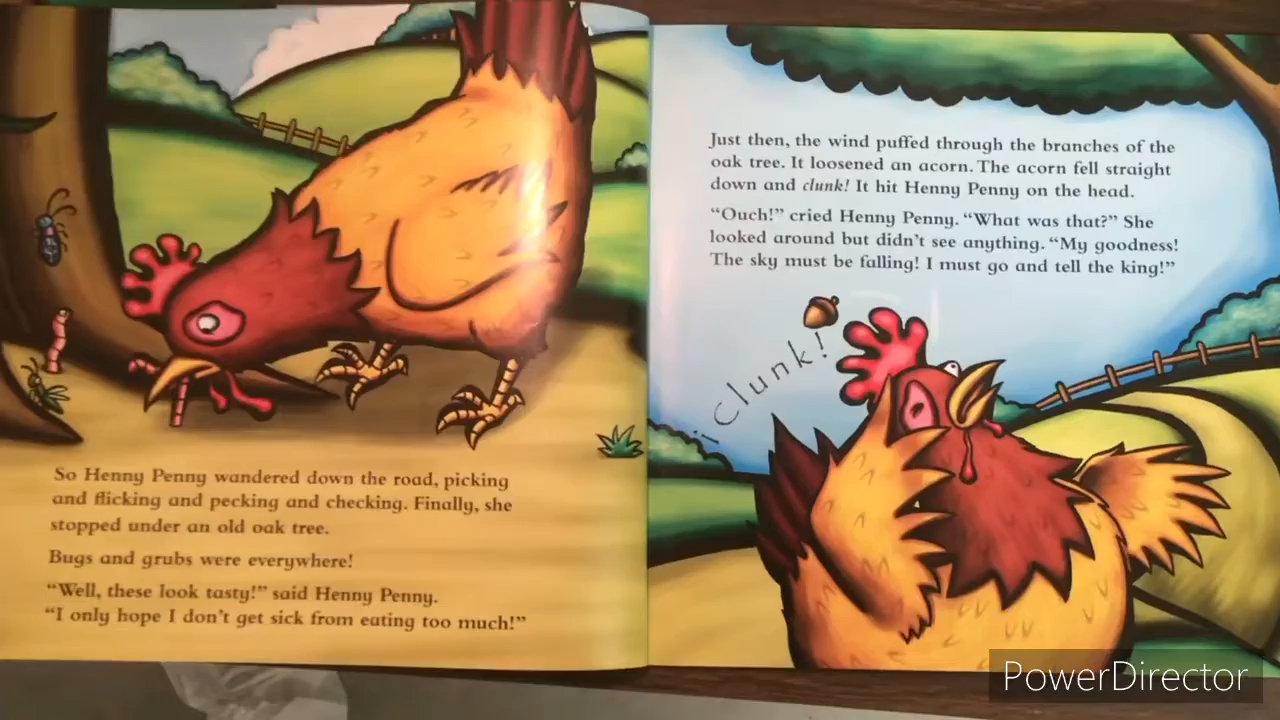 So Henny Penny wandered down the road, picking
and flicking and pecking and checking. Finally, she
stopped under an old oak tree.
Bugs and grubs were everywhere!
“Well, these look tasty!” said Henny Penny.
“I only hope I don’t get sick from eating too much!”
Just then, the wind puffed through the branches of the
oak tree. It loosened an acorn. The acorn fell straight
down and clunk! It hit Henny Penny on the head.
“Ouch!” cried Henny Penny. “What was that?” She
looked around but didn’t see anything. “My goodness!
The sky must be falling! I must go and tell the king!”
¡Clunk!
PowerDirector